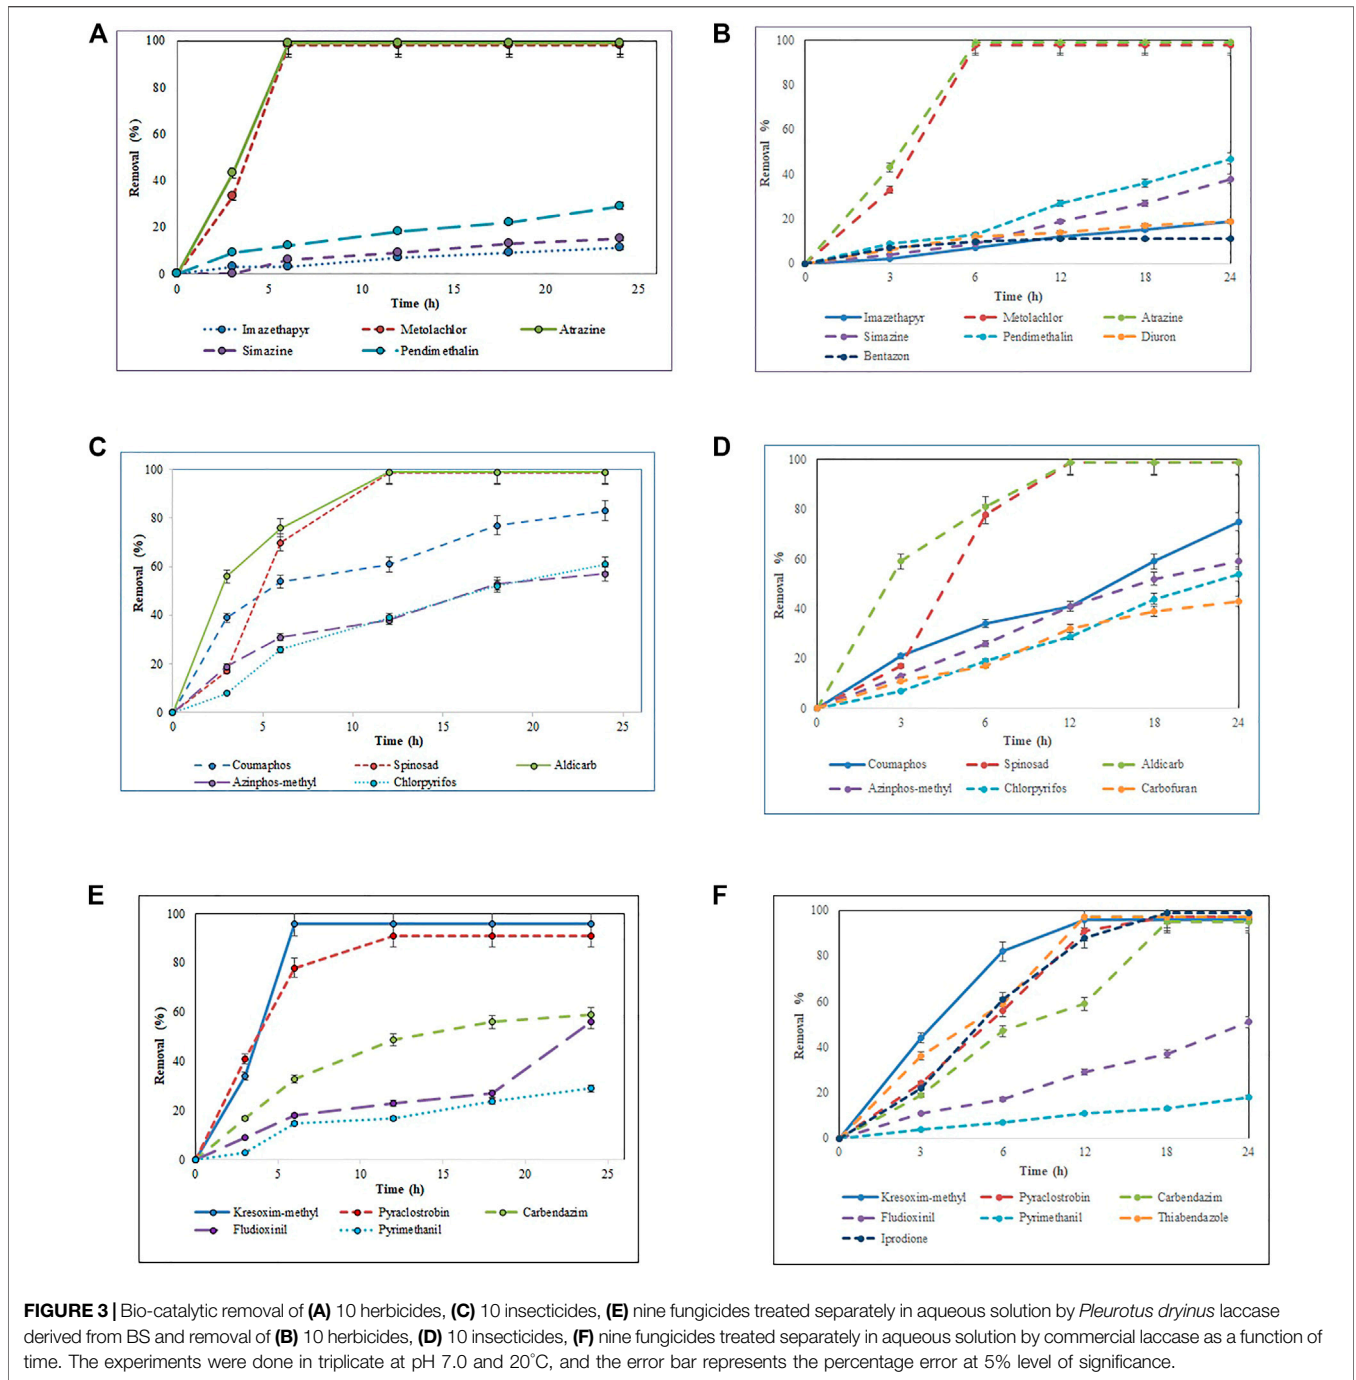 A
100
80
60
40
20
0
Removal (%)
0 5 10 15 20 25
Time (h)
Imazethapyr Metolachlor Atrazine
Simazine Pendimethalin
B
100
80
60
40
20
0
Removal %
0 3 6 12 18 24
Time (h)
Imazethapyr Metolachlor Atrazine
Simazine Pendimethalin Diuron
Bentazon
C
100
80
60
40
20
0
Removal (%)
0 5 10 15 20 25
Time (h)
Coumaphos Spinosad Aldicarb
Azinphos-methyl Chlorpyrifos
D
100
80
60
40
20
0
Removal %
0 3 6 12 18 24
Time (h)
Coumaphos Spinosad Aldicarb
Azinphos-methyl Chlorpyrifos Carbofuran
E
100
80
60
40
20
0
Removal (%)
0 5 10 15 20 25
Time (h)
Kresoxim-methyl Pyraclostrobin Carbendazim
Fludioxinil Pyrimethanil
F
100
80
60
40
20
0
Removal %
0 3 6 12 18 24
Time (h)
Kresoxim-methyl Pyraclostrobin Carbendazim
Fludioxinil Pyrimethanil Thiabendazole
Iprodione
FIGURE 3 | Bio-catalytic removal of (A) 10 herbicides, (C) 10 insecticides, (E) nine fungicides treated separately in aqueous solution by Pleurotus dryinus laccase
derived from BS and removal of (B) 10 herbicides, (D) 10 insecticides, (F) nine fungicides treated separately in aqueous solution by commercial laccase as a function of
time. The experiments were done in triplicate at pH 7.0 and 20°C, and the error bar represents the percentage error at 5% level of significance.